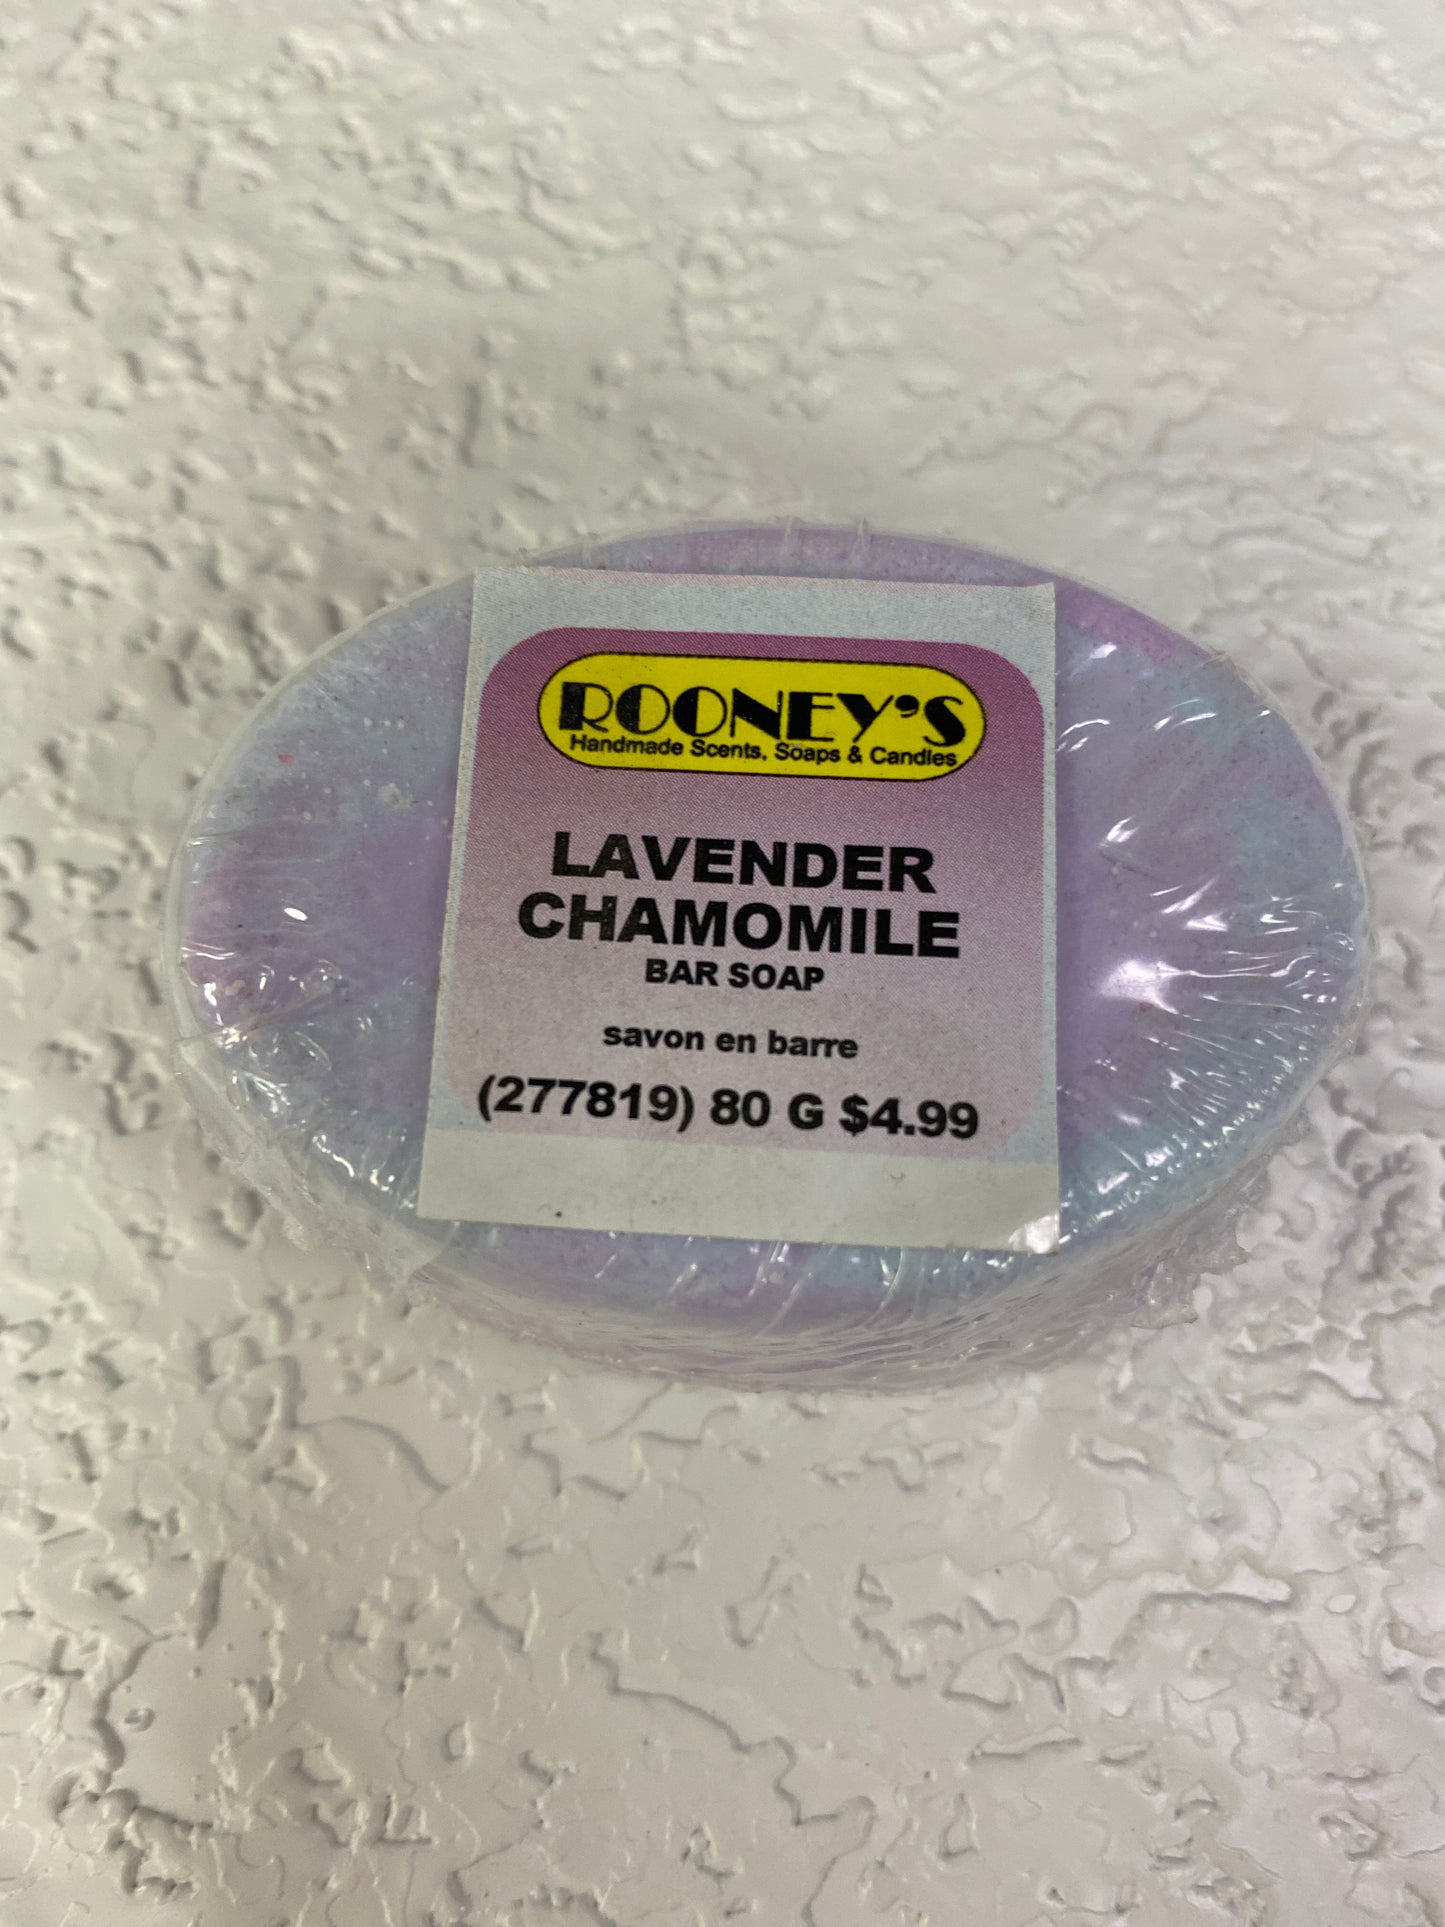 ROONEY'S
Handmade Scents, Soaps & Candles
LAVENDER
CHAMOMILE
BAR SOAP
savon en barre
(277819) 80 G $4.99